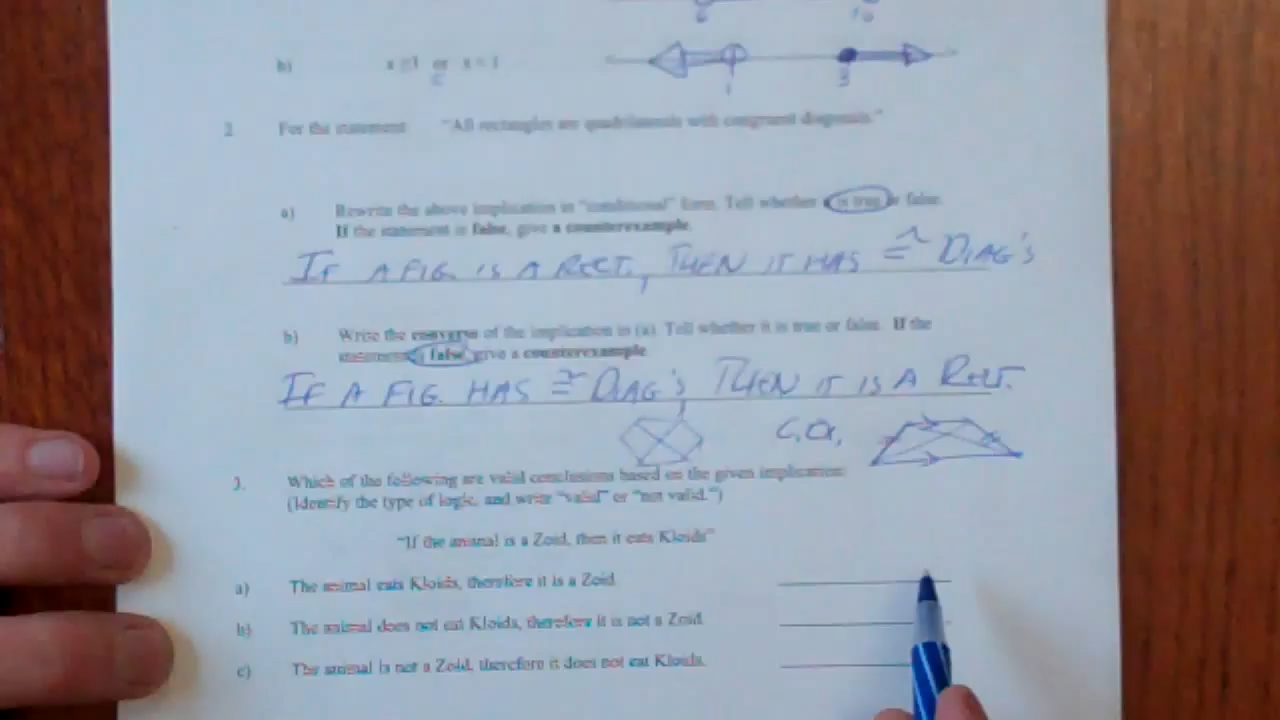 b)
or
2 For the statement: "All rectangles are quadrilaterals with congruent diagonals."
a) Rewrite the above implication in "conditional" form. Tell whether is true or false.
If the statement is false, give a counterexample.
IF A FIG. IS A RECT., THEN IT HAS ≅ DIAG'S
b) Write the converse of the implication in (a). Tell whether it is true or false. If the
statement false, give a counterexample
IF A FIG. HAS ≅ DIAG'S, THEN IT IS A RECT.
3. Which of the following are valid conclusions based on the given implication:
(Identify the type of logic, and write "valid" or "not valid.")
"If the animal is a Zoid, then it eats Kloids"
a) The animal eats Kloids, therefore it is a Zoid.
b) The animal does not eat Kloids, therefore it is not a Zoid.
c) The animal is not a Zoid, therefore it does not eat Kloids.